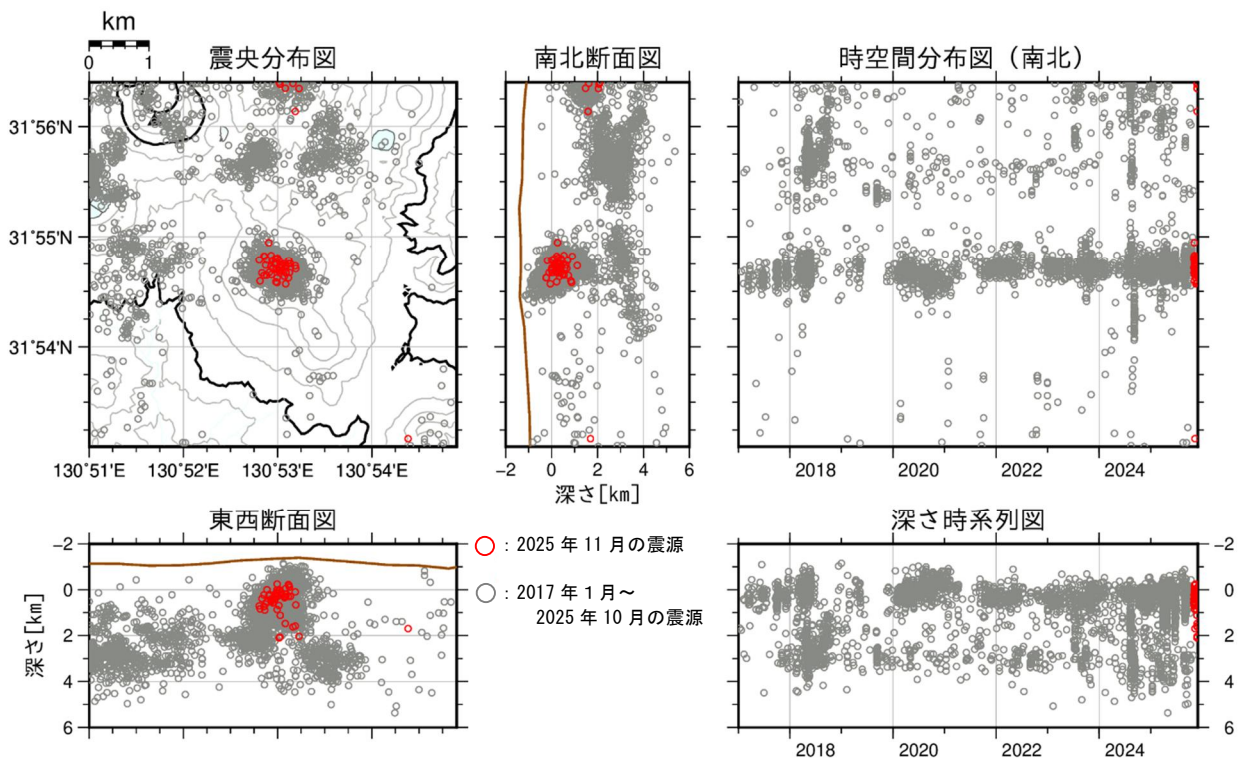 km
0 1
震央分布図
31°56'N
31°55'N
31°54'N
130°51'E 130°52'E 130°53'E 130°54'E
南北断面図
-2 0 2 4 6
深さ[km]
時空間分布図（南北）
2018 2020 2022 2024
東西断面図
-2
0
2
4
6
深さ[km]
：2025 年 11 月の震源
：2017 年 1 月～
2025 年 10 月の震源
深さ時系列図
-2
0
2
4
6
深さ[km]
2018 2020 2022 2024